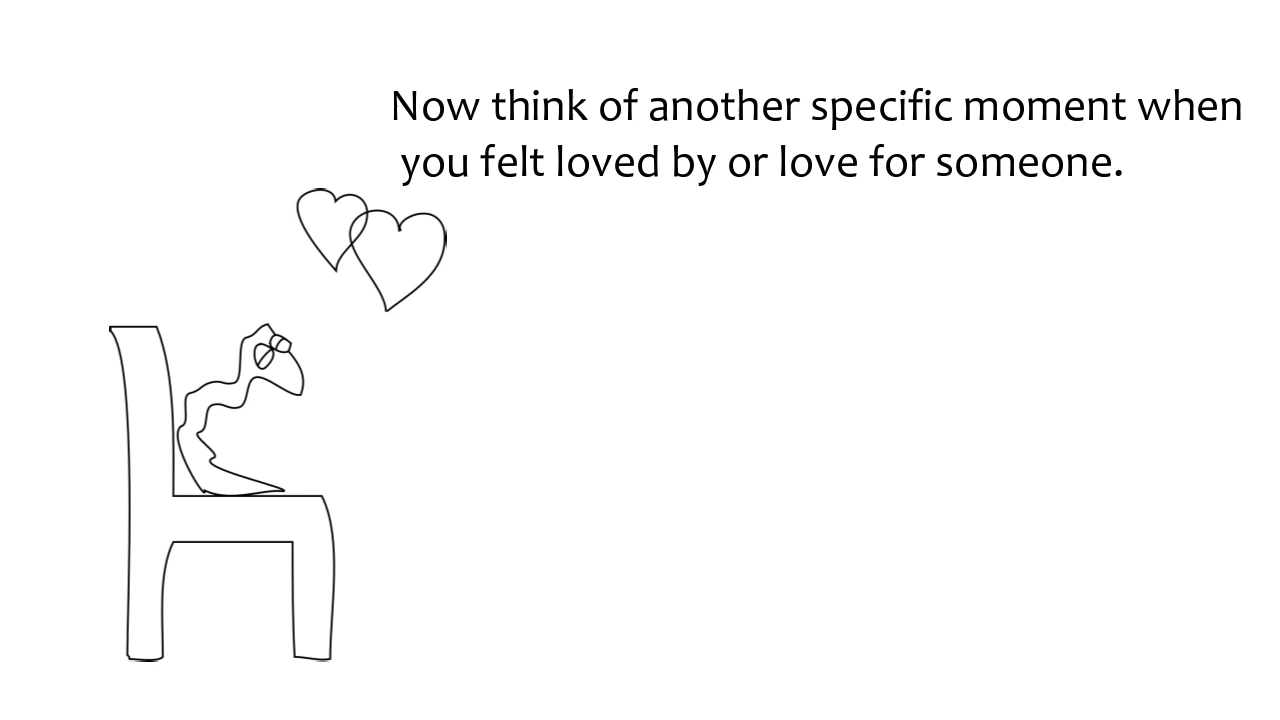 Now think of another specific moment when
you felt loved by or love for someone.